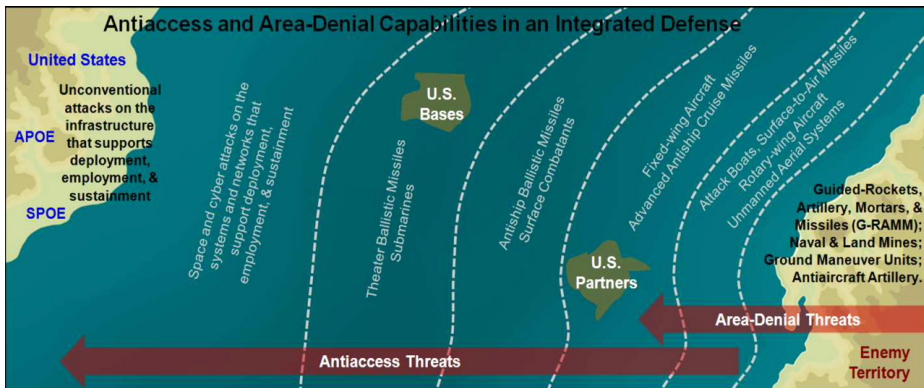 Antiaccess and Area-Denial Capabilities in an Integrated Defense
United States
Unconventional
attacks on the
infrastructure
that supports
deployment,
employment, &
sustainment
APOE
SPOE
Space and cyber attacks on the
systems and networks that
support deployment,
employment, & sustainment
U.S.
Bases
Theater Ballistic Missiles
Submarines
Antiship Ballistic Missiles
Surface Combatants
U.S.
Partners
Fixed-wing Aircraft
Advanced Antiship Cruise Missiles
Attack Boats, Surface-to-Air Missiles
Rotary-wing Aircraft
Unmanned Aerial Systems
Guided-Rockets,
Artillery, Mortars, &
Missiles (G-RAMM);
Naval & Land Mines;
Ground Maneuver Units;
Antiaircraft Artillery.
Area-Denial Threats
Antiaccess Threats
Enemy
Territory